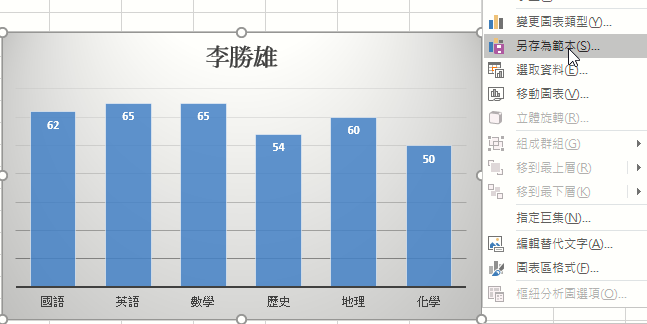 李勝雄
62
65
65
54
60
50
國語
英語
數學
歷史
地理
化學
變更圖表類型(Y)...
另存為範本(S)...
選取資料(E)...
移動圖表(V)...
立體旋轉(R)...
組成群組(G)
移到最上層(R)
移到最下層(K)
指定巨集(N)...
編輯替代文字(A)...
圖表區格式(F)...
樞紐分析圖選項(O)...